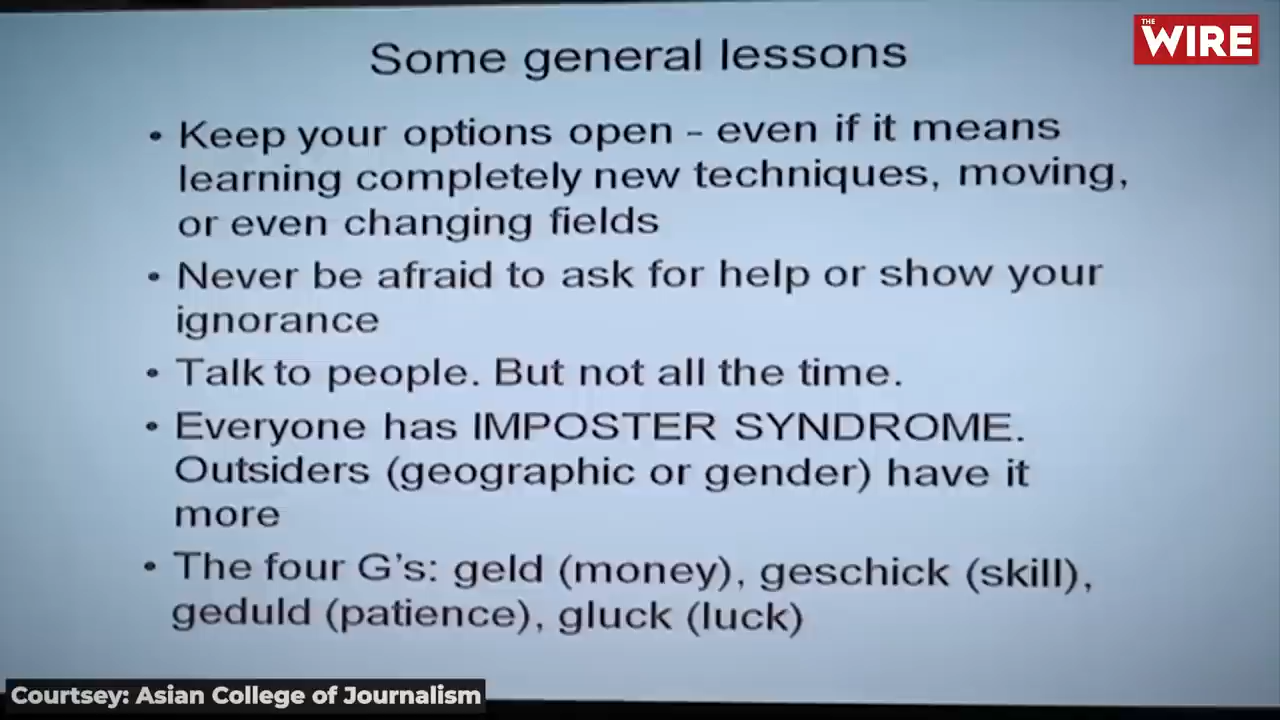 THE
WIRE
Some general lessons
• Keep your options open - even if it means
learning completely new techniques, moving,
or even changing fields
• Never be afraid to ask for help or show your
ignorance
• Talk to people. But not all the time.
• Everyone has IMPOSTER SYNDROME.
Outsiders (geographic or gender) have it
more
• The four G's: geld (money), geschick (skill),
geduld (patience), gluck (luck)
Courtsey: Asian College of Journalism